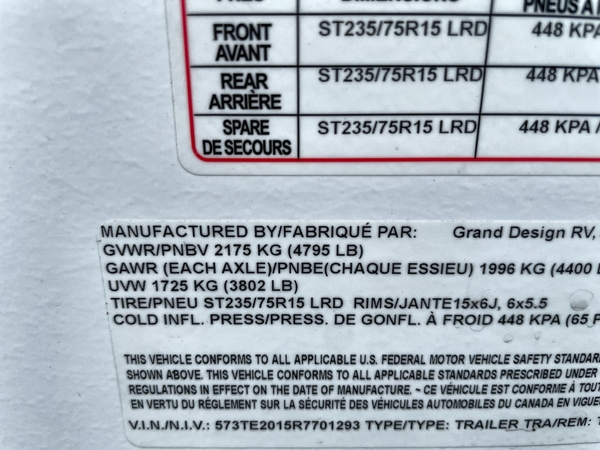 DIMENSIONS PNEUS À
FRONT AVANT ST235/75R15 LRD 448 KPA
REAR ARRIÈRE ST235/75R15 LRD 448 KPA
SPARE DE SECOURS ST235/75R15 LRD 448 KPA /
MANUFACTURED BY/FABRIQUÉ PAR: Grand Design RV,
GVWR/PNBV 2175 KG (4795 LB)
GAWR (EACH AXLE)/PNBE(CHAQUE ESSIEU) 1996 KG (4400 L
UVW 1725 KG (3802 LB)
TIRE/PNEU ST235/75R15 LRD RIMS/JANTE15x6J, 6x5.5
COLD INFL. PRESS/PRESS. DE GONFL. À FROID 448 KPA (65 P
THIS VEHICLE CONFORMS TO ALL APPLICABLE U.S. FEDERAL MOTOR VEHICLE SAFETY STANDAR
SHOWN ABOVE. THIS VEHICLE CONFORMS TO ALL APPLICABLE STANDARDS PRESCRIBED UNDER
REGULATIONS IN EFFECT ON THE DATE OF MANUFACTURE. ~ CE VÉHICULE EST CONFORME À TOUT
EN VERTU DU RÉGLEMENT SUR LA SÉCURITÉ DES VÉHICULES AUTOMOBILES DU CANADA EN VIGUE
V.I.N./N.I.V.: 573TE2015R7701293 TYPE/TYPE: TRAILER TRA/REM: T